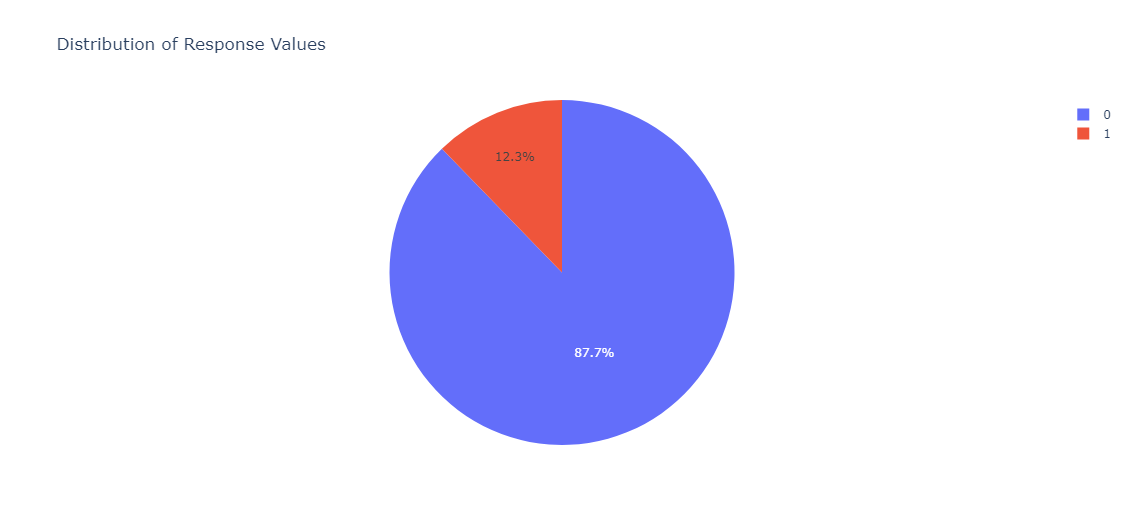 Distribution of Response Values
0
1
12.3%
87.7%